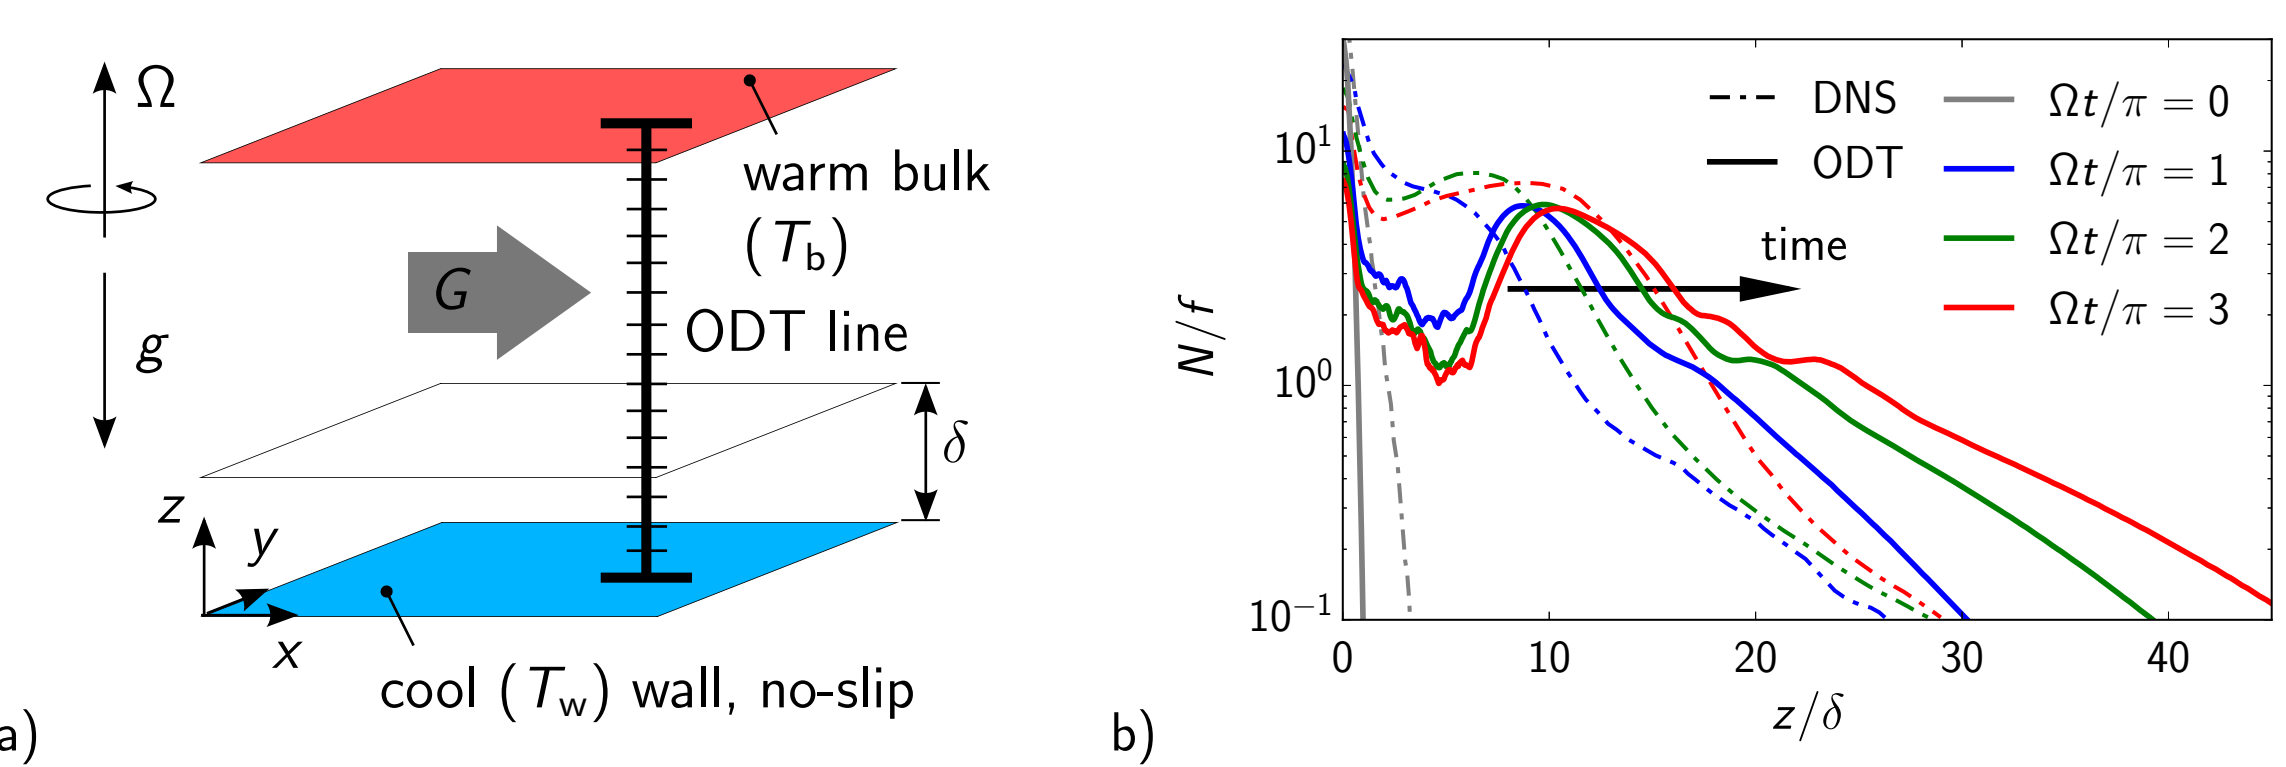 Ω
g
G
warm bulk
(T_b)
ODT line
δ
z
y
x
cool (T_w) wall, no-slip
a)
DNS
ODT
Ωt/π = 0
Ωt/π = 1
Ωt/π = 2
Ωt/π = 3
time
N/f
10^1
10^0
10^−1
0 10 20 30 40
z/δ
b)